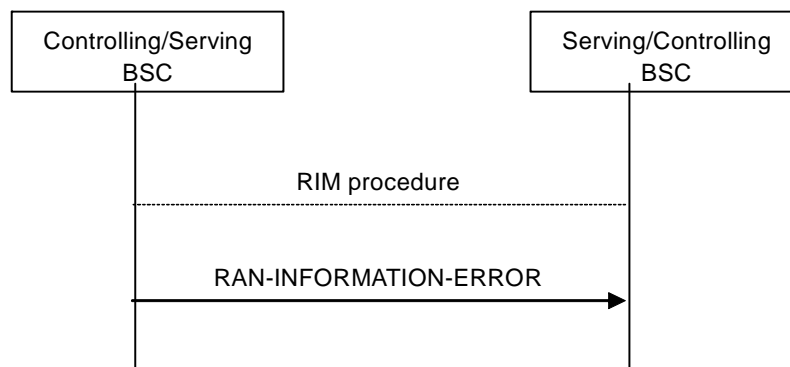 Controlling/Serving
BSC
Serving/Controlling
BSC
RIM procedure
RAN-INFORMATION-ERROR